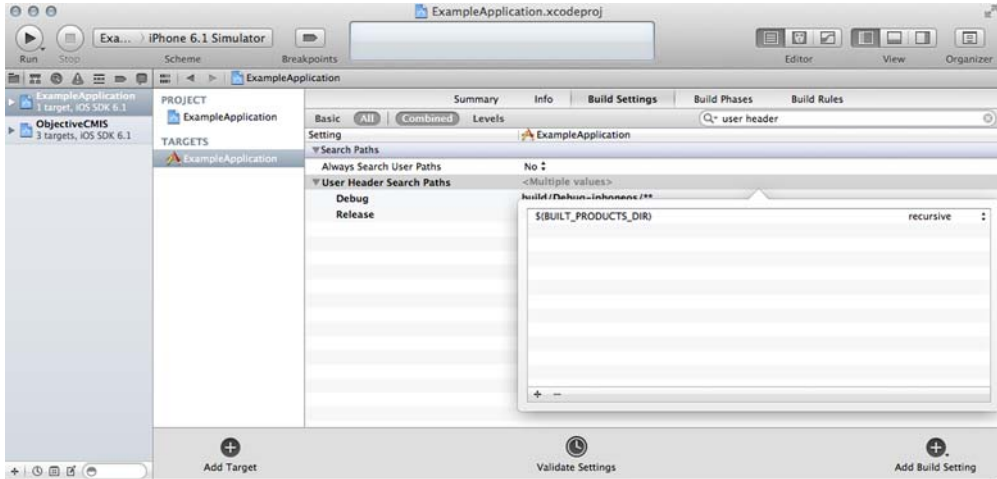 ExampleApplication.xcodeproj
Exa... iPhone 6.1 Simulator
Run Stop Scheme Breakpoints Editor View Organizer
ExampleApplication
ExampleApplication
1 target, iOS SDK 6.1
ObjectiveCMIS
3 targets, iOS SDK 6.1
PROJECT
ExampleApplication
TARGETS
ExampleApplication
Summary Info Build Settings Build Phases Build Rules
Basic All Combined Levels user header
Setting ExampleApplication
Search Paths
Always Search User Paths No
User Header Search Paths <Multiple values>
Debug build/Debug-iphoneos/**
Release
$(BUILT_PRODUCTS_DIR) recursive
+ −
Add Target Validate Settings Add Build Setting